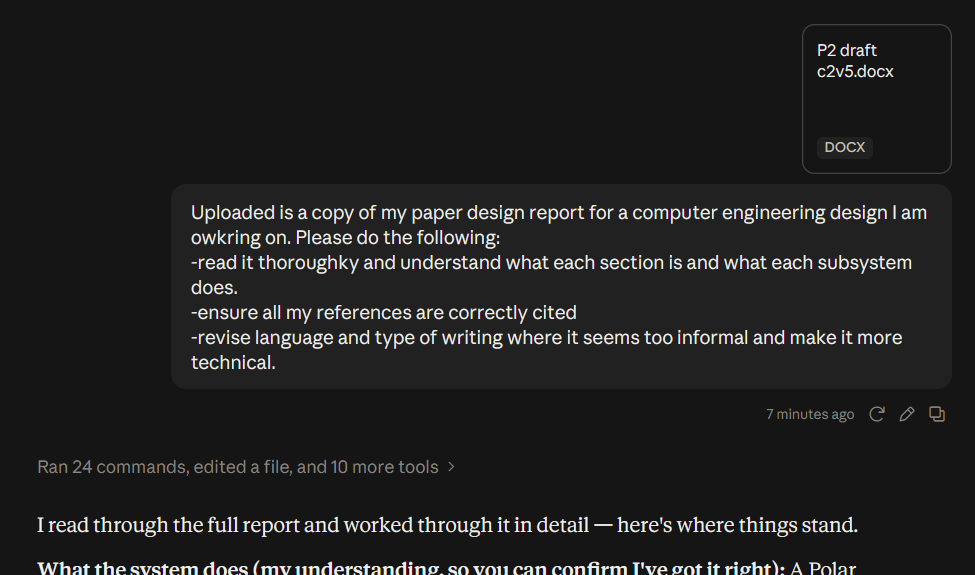 P2 draft
c2v5.docx
DOCX
Uploaded is a copy of my paper design report for a computer engineering design I am
owkring on. Please do the following:
-read it thoroughky and understand what each section is and what each subsystem
does.
-ensure all my references are correctly cited
-revise language and type of writing where it seems too informal and make it more
technical.
7 minutes ago
Ran 24 commands, edited a file, and 10 more tools
I read through the full report and worked through it in detail — here's where things stand.
What the system does (my understanding, so you can confirm I've got it right): A Polar